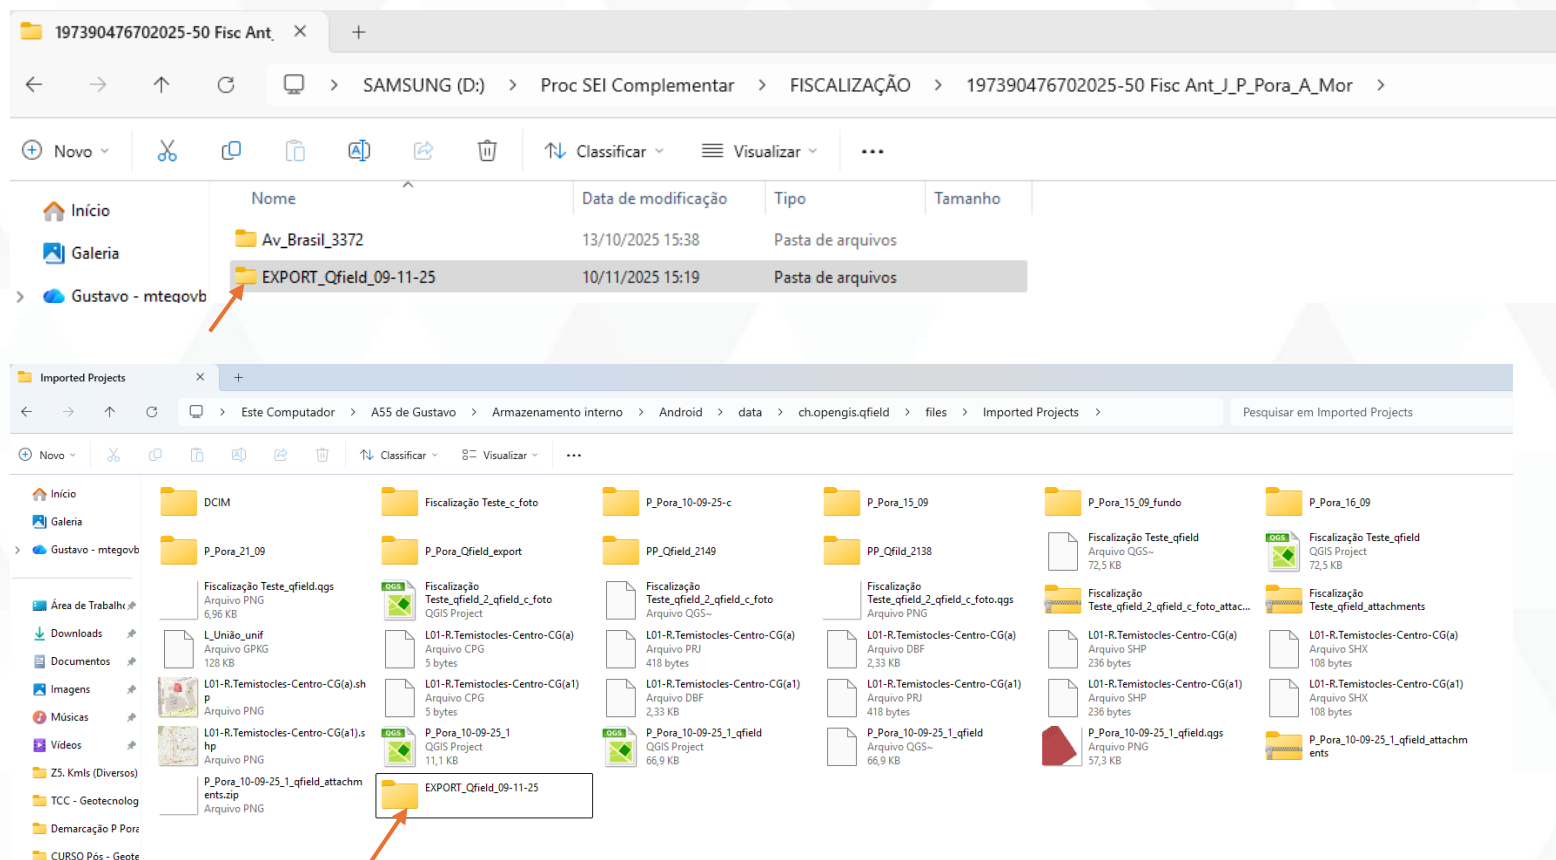 197390476702025-50 Fisc Ant_
SAMSUNG (D:) > Proc SEI Complementar > FISCALIZAÇÃO > 197390476702025-50 Fisc Ant_J_P_Pora_A_Mor >
Novo
Classificar
Visualizar
Início
Galeria
Gustavo - mtegovb
Nome Data de modificação Tipo Tamanho
Av_Brasil_3372 13/10/2025 15:38 Pasta de arquivos
EXPORT_Qfield_09-11-25 10/11/2025 15:19 Pasta de arquivos
Imported Projects
Este Computador > A55 de Gustavo > Armazenamento interno > Android > data > ch.opengis.qfield > files > Imported Projects >
Pesquisar em Imported Projects
Novo
Classificar
Visualizar
Início
Galeria
Gustavo - mtegovb
Área de Trabalho
Downloads
Documentos
Imagens
Músicas
Vídeos
Z5. Kmls (Diversos)
TCC - Geotecnolog
Demarcação P Pora
CURSO Pós - Geote
DCIM
Fiscalização Teste_c_foto
P_Pora_10-09-25-c
P_Pora_15_09
P_Pora_15_09_fundo
P_Pora_16_09
P_Pora_21_09
P_Pora_Qfield_export
PP_Qfield_2149
PP_Qfild_2138
Fiscalização Teste_qfield
Arquivo QGS~
72,5 KB
QGS
Fiscalização Teste_qfield
QGIS Project
72,5 KB
Fiscalização Teste_qfield.qgs
Arquivo PNG
6,96 KB
QGS
Fiscalização
Teste_qfield_2_qfield_c_foto
QGIS Project
Fiscalização
Teste_qfield_2_qfield_c_foto
Arquivo QGS~
Fiscalização
Teste_qfield_2_qfield_c_foto.qgs
Arquivo PNG
Fiscalização
Teste_qfield_2_qfield_c_foto_attac...
Fiscalização
Teste_qfield_attachments
L_União_unif
Arquivo GPKG
128 KB
L01-R.Temistocles-Centro-CG(a)
Arquivo CPG
5 bytes
L01-R.Temistocles-Centro-CG(a)
Arquivo PRJ
418 bytes
L01-R.Temistocles-Centro-CG(a)
Arquivo DBF
2,33 KB
L01-R.Temistocles-Centro-CG(a)
Arquivo SHP
236 bytes
L01-R.Temistocles-Centro-CG(a)
Arquivo SHX
108 bytes
L01-R.Temistocles-Centro-CG(a).sh
p
Arquivo PNG
L01-R.Temistocles-Centro-CG(a1)
Arquivo CPG
5 bytes
L01-R.Temistocles-Centro-CG(a1)
Arquivo DBF
2,33 KB
L01-R.Temistocles-Centro-CG(a1)
Arquivo PRJ
418 bytes
L01-R.Temistocles-Centro-CG(a1)
Arquivo SHP
236 bytes
L01-R.Temistocles-Centro-CG(a1)
Arquivo SHX
108 bytes
L01-R.Temistocles-Centro-CG(a1).s
hp
Arquivo PNG
QGS
P_Pora_10-09-25_1
QGIS Project
11,1 KB
QGS
P_Pora_10-09-25_1_qfield
QGIS Project
66,9 KB
P_Pora_10-09-25_1_qfield
Arquivo QGS~
66,9 KB
P_Pora_10-09-25_1_qfield.qgs
Arquivo PNG
57,3 KB
P_Pora_10-09-25_1_qfield_attachm
ents
P_Pora_10-09-25_1_qfield_attachm
ents.zip
Arquivo PNG
EXPORT_Qfield_09-11-25